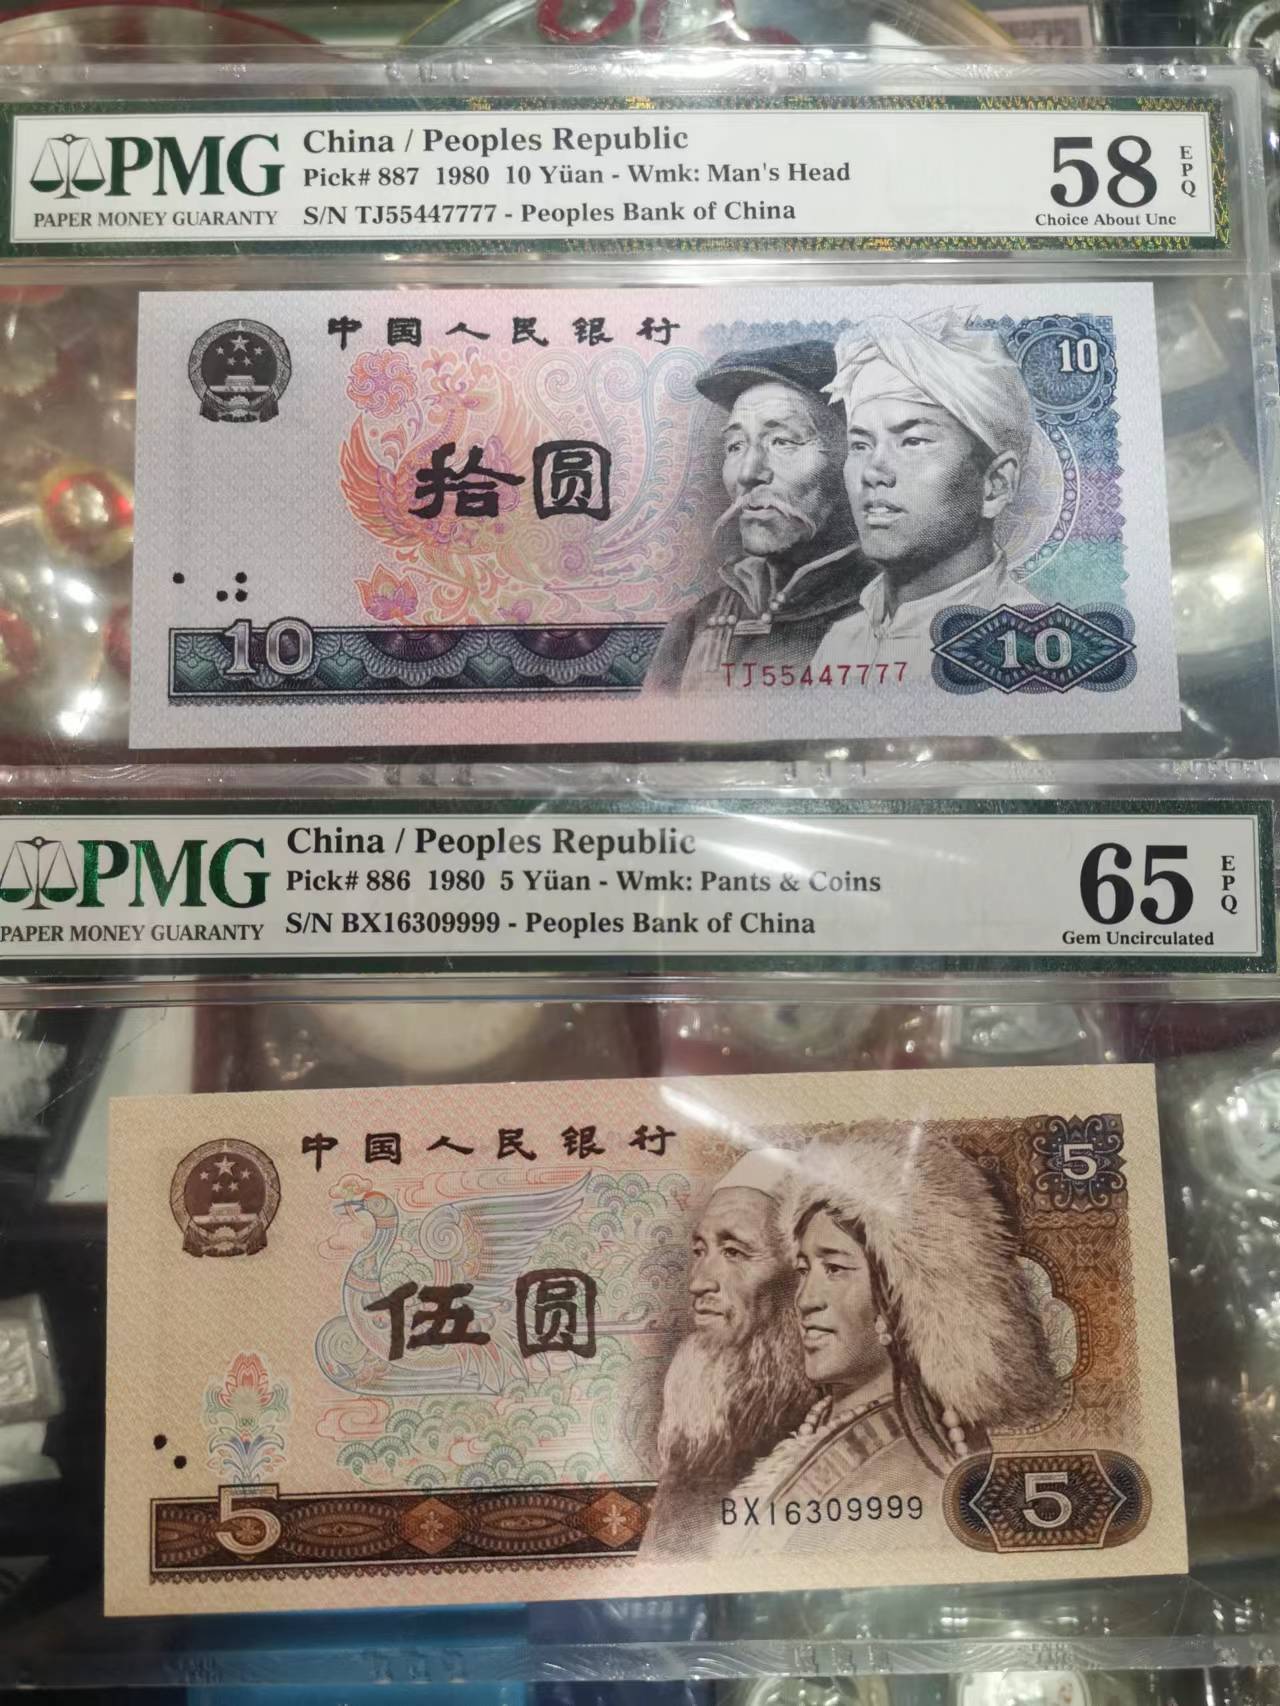 PMG
PAPER MONEY GUARANTY
China / Peoples Republic
Pick# 887 1980 10 Yüan - Wmk: Man's Head
S/N TJ55447777 - Peoples Bank of China
58
EPQ
Choice About Unc
中国人民银行
10
拾圆
10
TJ55447777
10
PMG
PAPER MONEY GUARANTY
China / Peoples Republic
Pick# 886 1980 5 Yüan - Wmk: Pants & Coins
S/N BX16309999 - Peoples Bank of China
65
EPQ
Gem Uncirculated
中国人民银行
5
伍圆
5
BX16309999
5